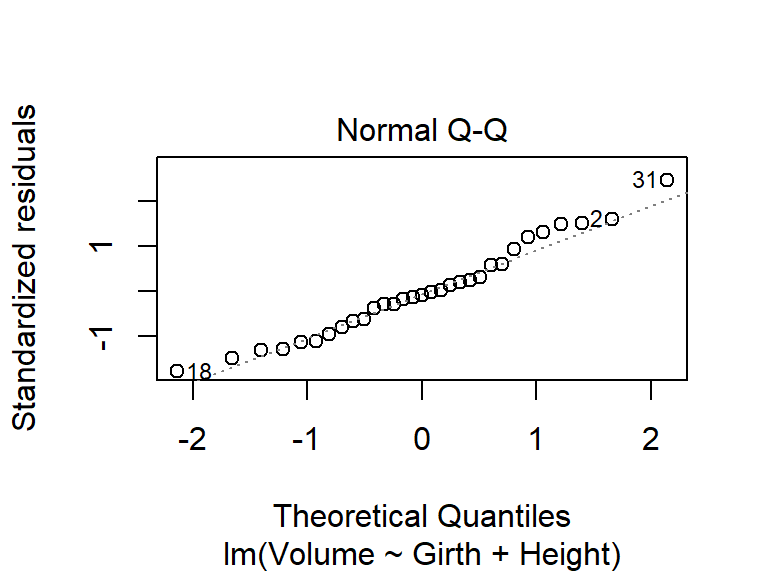 Normal Q-Q
Standardized residuals
1
-1
31
2
18
-2 -1 0 1 2
Theoretical Quantiles
lm(Volume ~ Girth + Height)